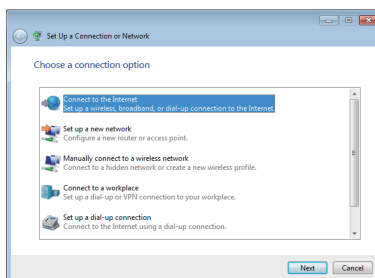 Set Up a Connection or Network
Choose a connection option
Connect to the Internet
Set up a wireless, broadband, or dial-up connection to the Internet.
Set up a new network
Configure a new router or access point.
Manually connect to a wireless network
Connect to a hidden network or create a new wireless profile.
Connect to a workplace
Set up a dial-up or VPN connection to your workplace.
Set up a dial-up connection
Connect to the Internet using a dial-up connection.
Next
Cancel